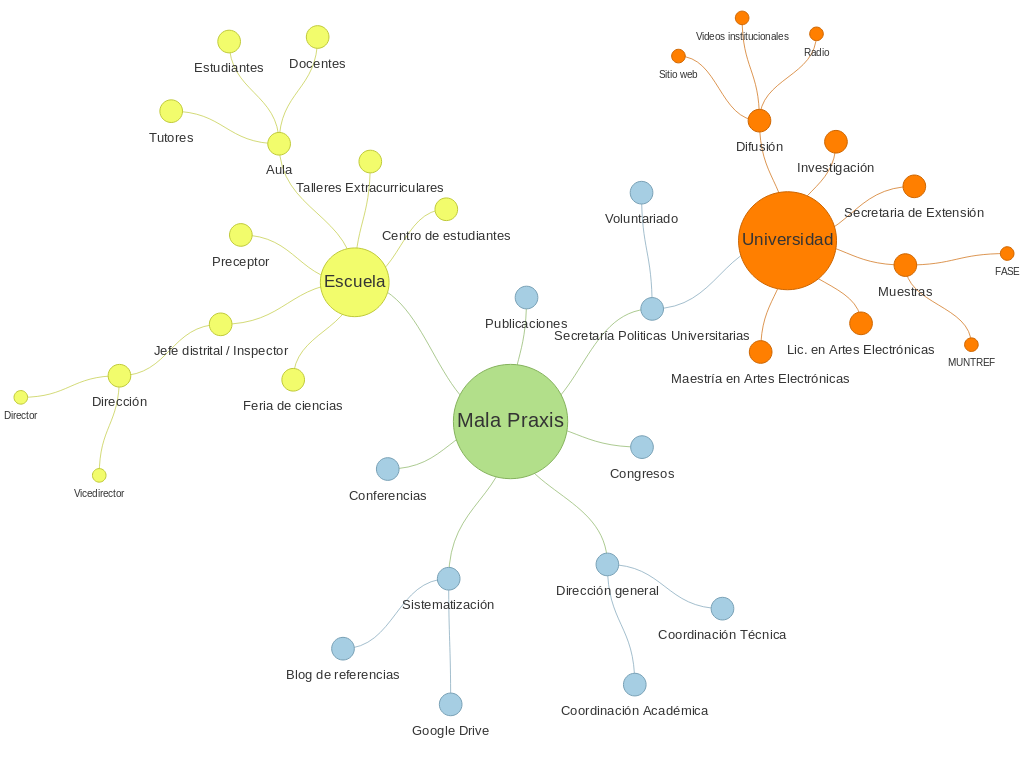 Videos institucionales
Radio
Estudiantes
Docentes
Sitio web
Tutores
Difusión
Aula
Investigación
Talleres Extracurriculares
Secretaria de Extensión
Voluntariado
Centro de estudiantes
Universidad
Preceptor
FASE
Escuela
Muestras
Publicaciones
Secretaría Politicas Universitarias
Jefe distrital / Inspector
Lic. en Artes Electrónicas
MUNTREF
Maestría en Artes Electrónicas
Dirección
Feria de ciencias
Director
Mala Praxis
Congresos
Vicedirector
Conferencias
Dirección general
Sistematización
Coordinación Técnica
Blog de referencias
Coordinación Académica
Google Drive